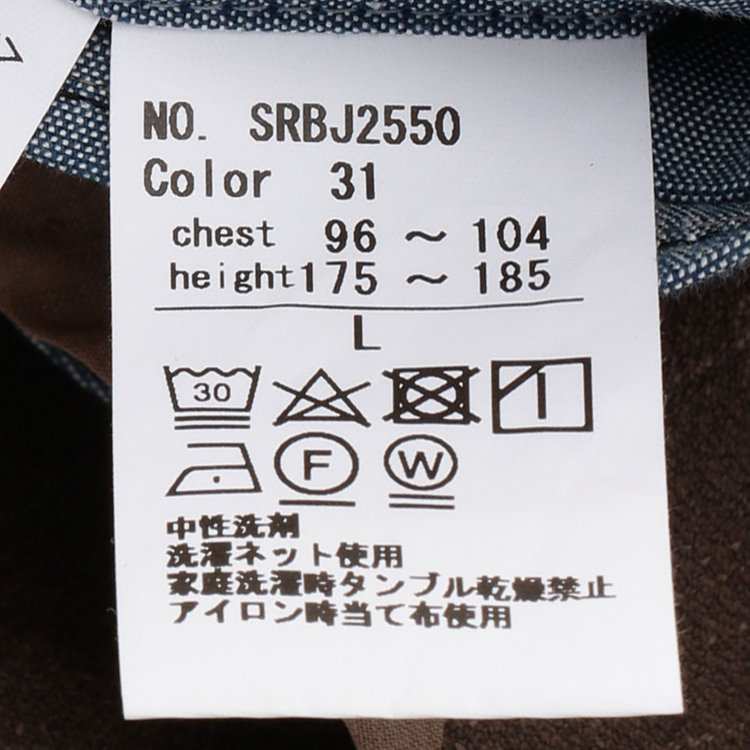 NO. SRBJ2550
Color 31
chest 96 ～ 104
height 175 ～ 185
L
30
F
W
中性洗剤
洗濯ネット使用
家庭洗濯時タンブル乾燥禁止
アイロン時当て布使用